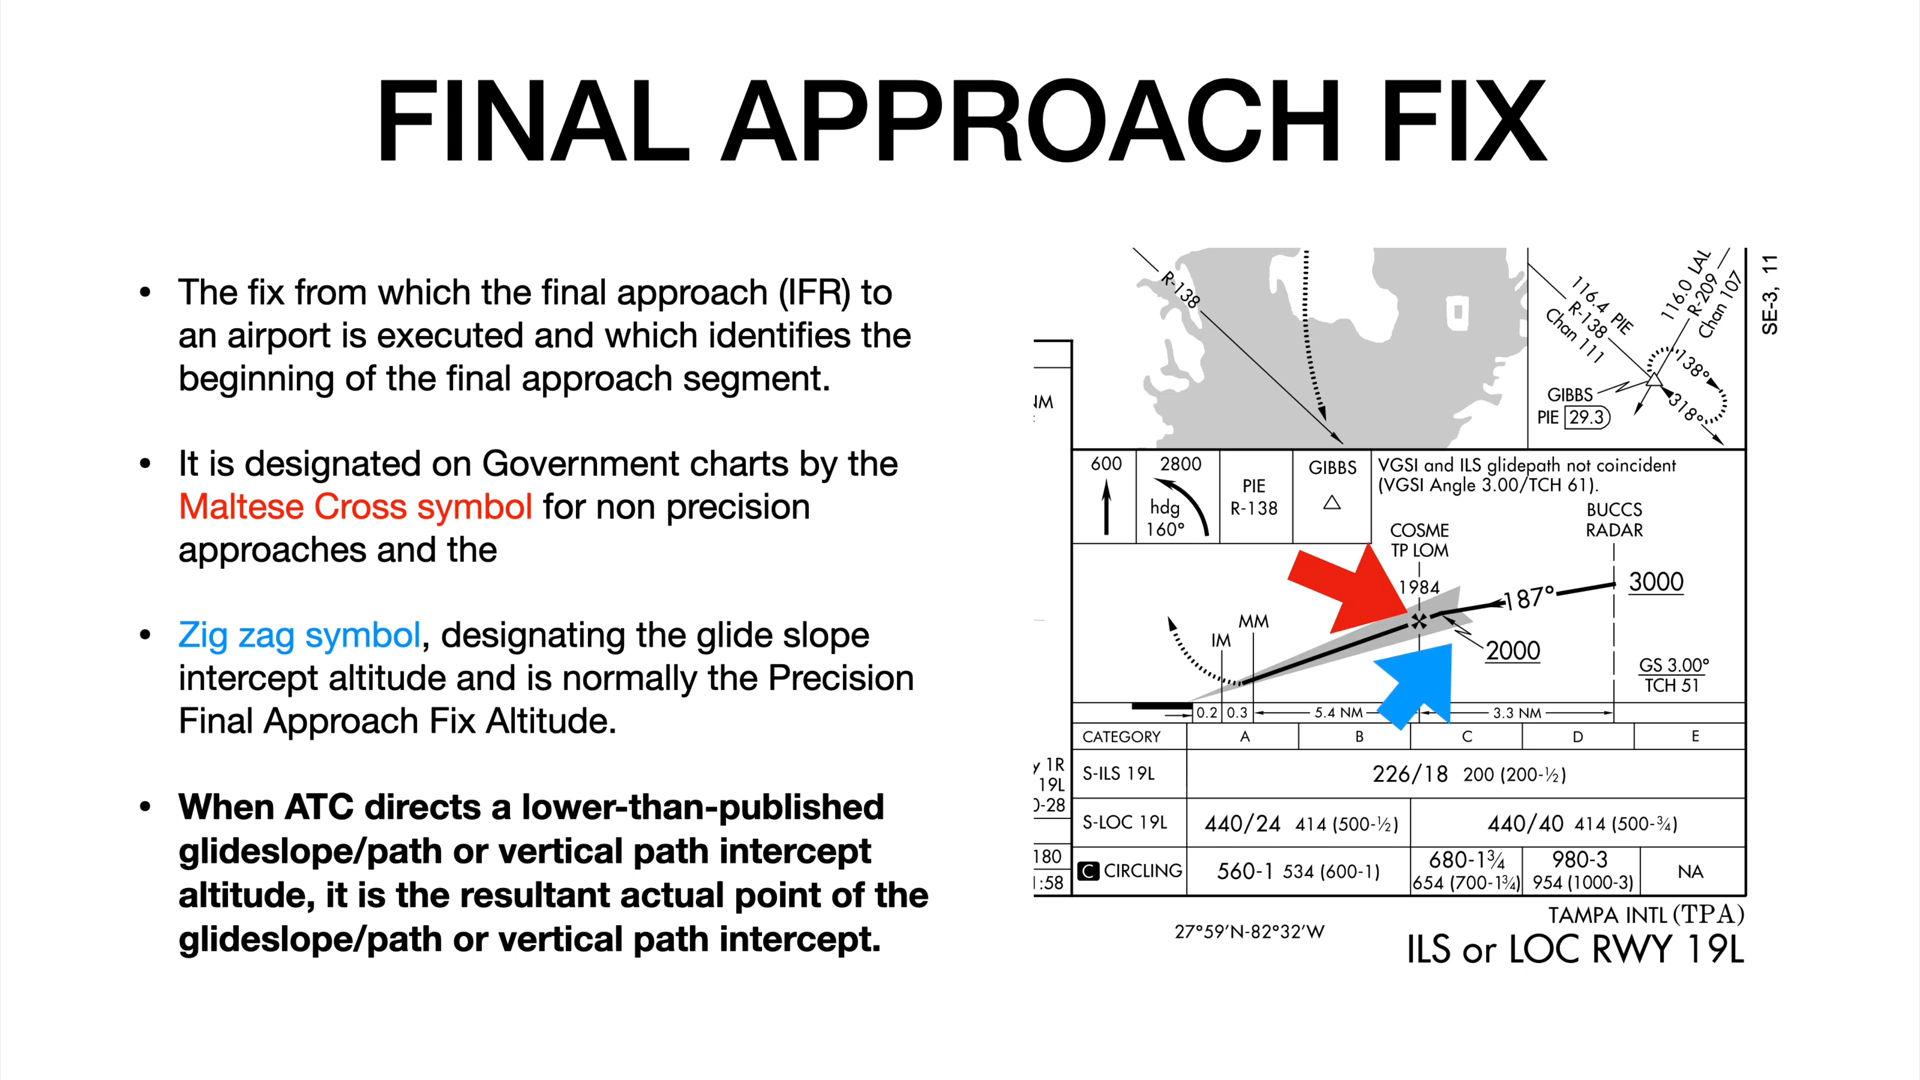 FINAL APPROACH FIX
• The fix from which the final approach (IFR) to
an airport is executed and which identifies the
beginning of the final approach segment.
• It is designated on Government charts by the
Maltese Cross symbol for non precision
approaches and the
• Zig zag symbol, designating the glide slope
intercept altitude and is normally the Precision
Final Approach Fix Altitude.
• When ATC directs a lower-than-published
glideslope/path or vertical path intercept
altitude, it is the resultant actual point of the
glideslope/path or vertical path intercept.
R-138
116.4 PIE
R-138
Chan 111
116.0 LAL
R-209
Chan 107
138°
318°
GIBBS
PIE 29.3
SE-3, 11
NM
600
2800
hdg
160°
PIE
R-138
GIBBS
VGSI and ILS glidepath not coincident
(VGSI Angle 3.00/TCH 61).
BUCCS
RADAR
COSME
TP LOM
1984
187°
3000
MM
IM
2000
GS 3.00°
TCH 51
0.2 0.3 5.4 NM 3.3 NM
CATEGORY A B C D E
y 1R
19L
0-28
180
1:58
S-ILS 19L 226/18 200 (200-½)
S-LOC 19L 440/24 414 (500-½) 440/40 414 (500-¾)
C CIRCLING 560-1 534 (600-1) 680-1¾ 980-3 NA
654 (700-1¾) 954 (1000-3)
TAMPA INTL (TPA)
27°59'N-82°32'W
ILS or LOC RWY 19L